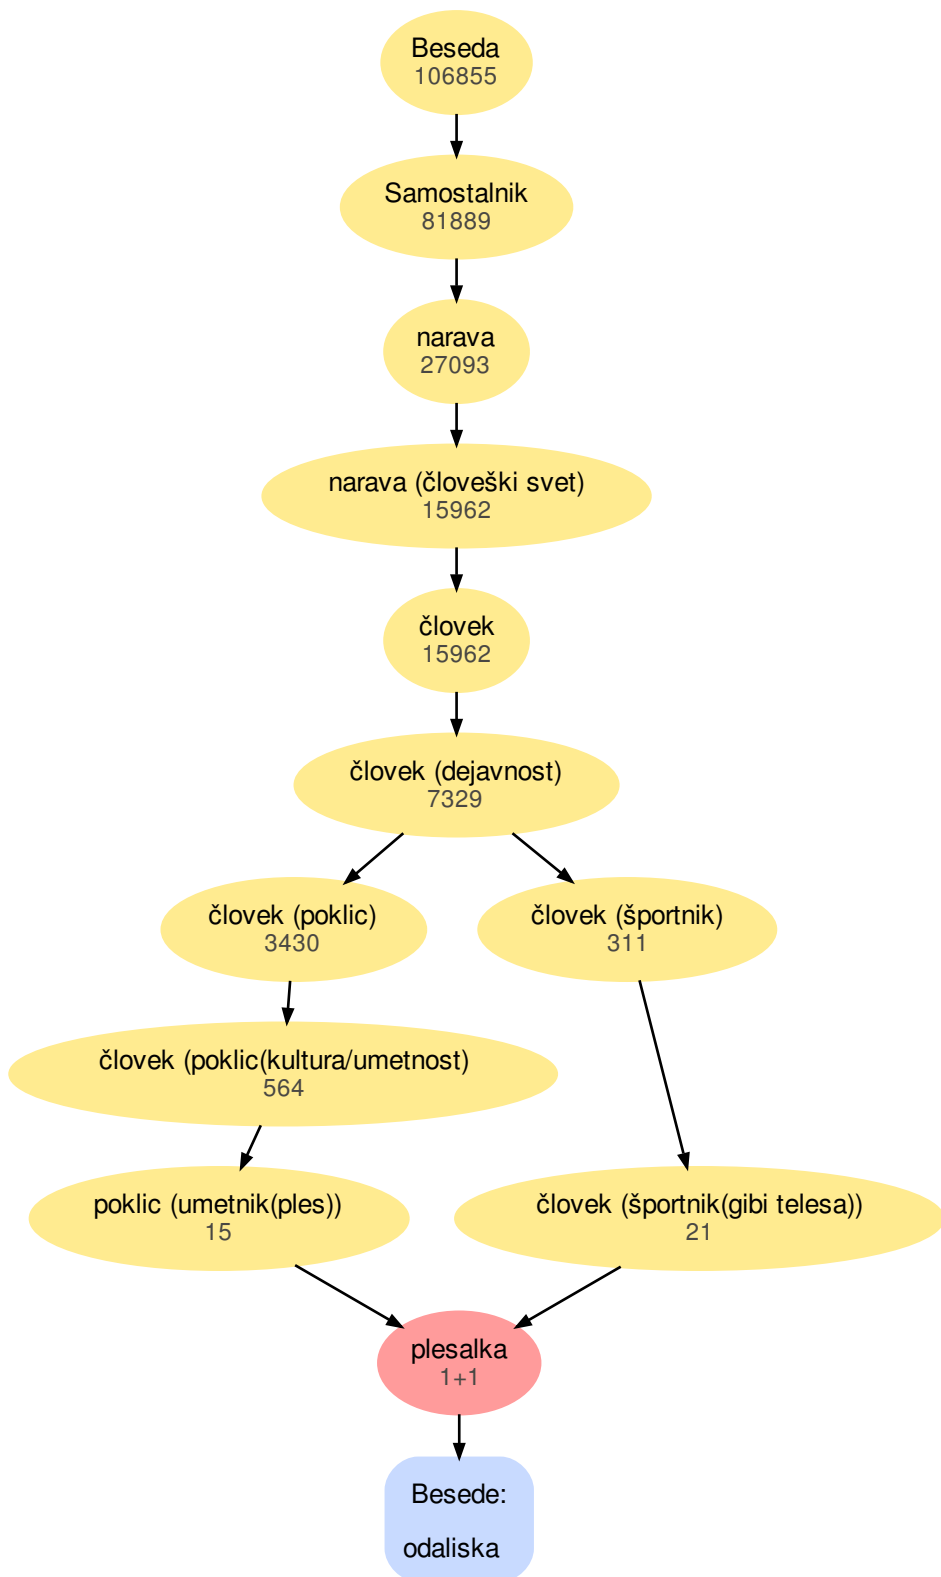 Beseda
106855
Samostalnik
81889
narava
27093
narava (človeški svet)
15962
človek
15962
človek (dejavnost)
7329
človek (poklic)
3430
človek (športnik)
311
človek (poklic(kultura/umetnost)
564
poklic (umetnik(ples))
15
človek (športnik(gibi telesa))
21
plesalka
1+1
Besede:
odaliska